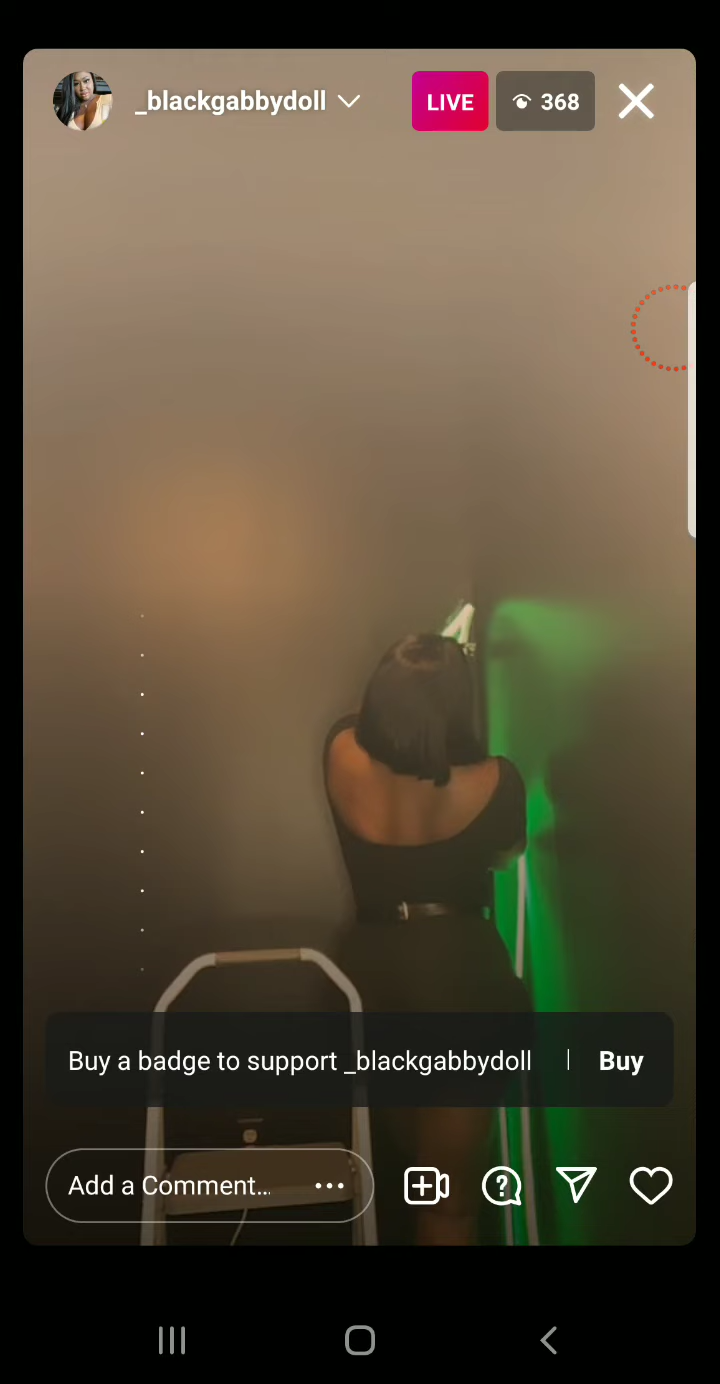 _blackgabbydoll
LIVE
368
Buy a badge to support _blackgabbydoll | Buy
Add a Comment...